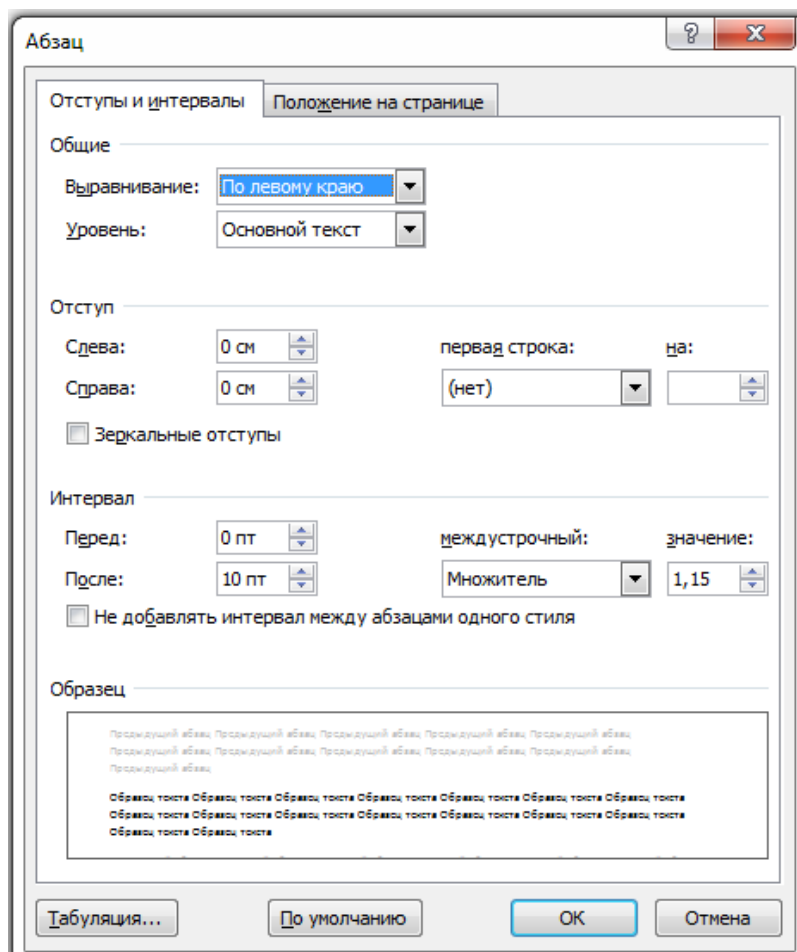 Абзац
Отступы и интервалы Положение на странице
Общие
Выравнивание: По левому краю
Уровень: Основной текст
Отступ
Слева: 0 см первая строка: на:
Справа: 0 см (нет)
Зеркальные отступы
Интервал
Перед: 0 пт междустрочный: значение:
После: 10 пт Множитель 1,15
Не добавлять интервал между абзацами одного стиля
Образец
Предыдущий абзац Предыдущий абзац Предыдущий абзац Предыдущий абзац Предыдущий абзац
Предыдущий абзац Предыдущий абзац Предыдущий абзац Предыдущий абзац Предыдущий абзац
Предыдущий абзац
Образец текста Образец текста Образец текста Образец текста Образец текста Образец текста Образец текста
Образец текста Образец текста Образец текста Образец текста Образец текста Образец текста Образец текста
Образец текста Образец текста
Табуляция... По умолчанию ОК Отмена